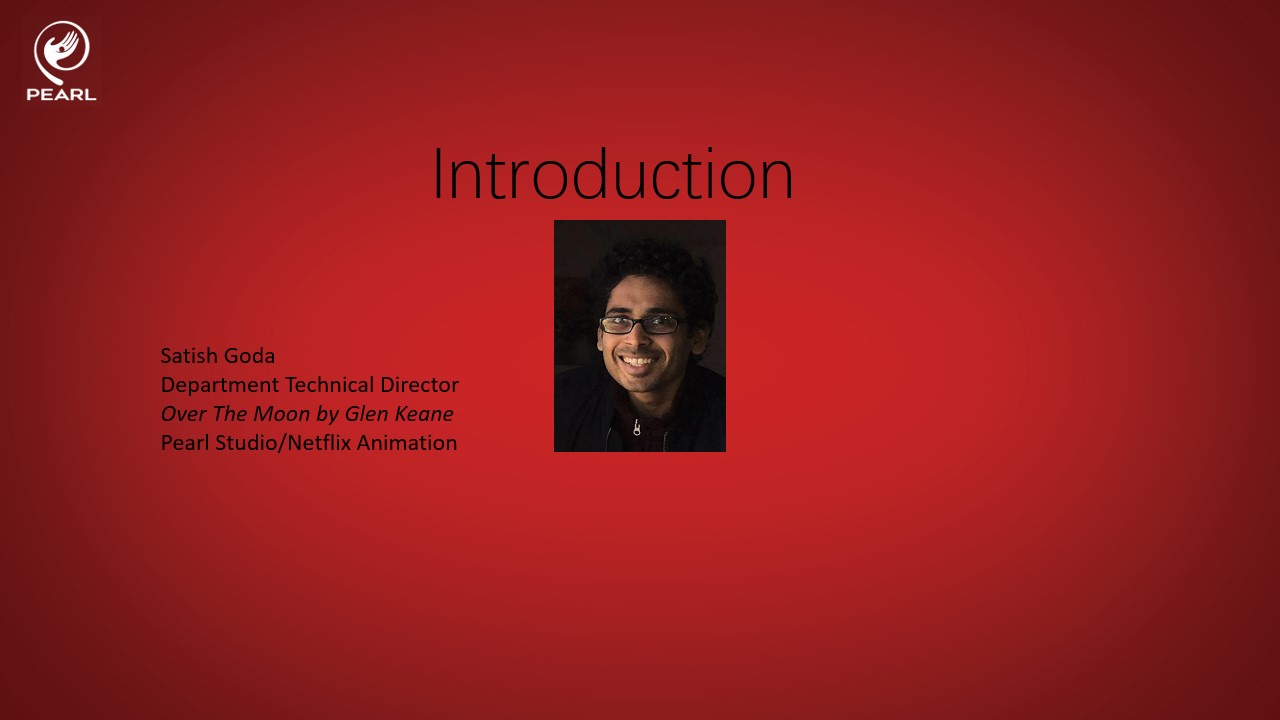 PEARL
Introduction
Satish Goda
Department Technical Director
Over The Moon by Glen Keane
Pearl Studio/Netflix Animation